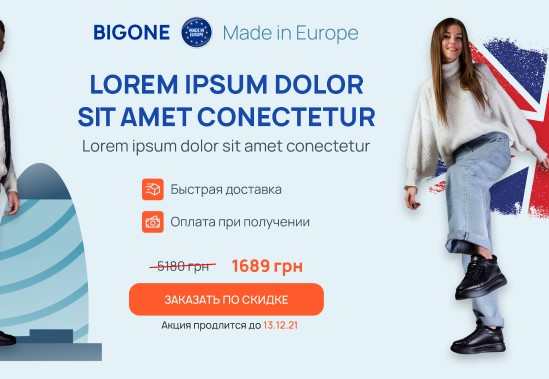 BIGONE MADE IN EUROPE Made in Europe
LOREM IPSUM DOLOR
SIT AMET CONECTETUR
Lorem ipsum dolor sit amet conectetur
Быстрая доставка
Оплата при получении
5180 грн 1689 грн
ЗАКАЗАТЬ ПО СКИДКЕ
Акция продлится до 13.12.21